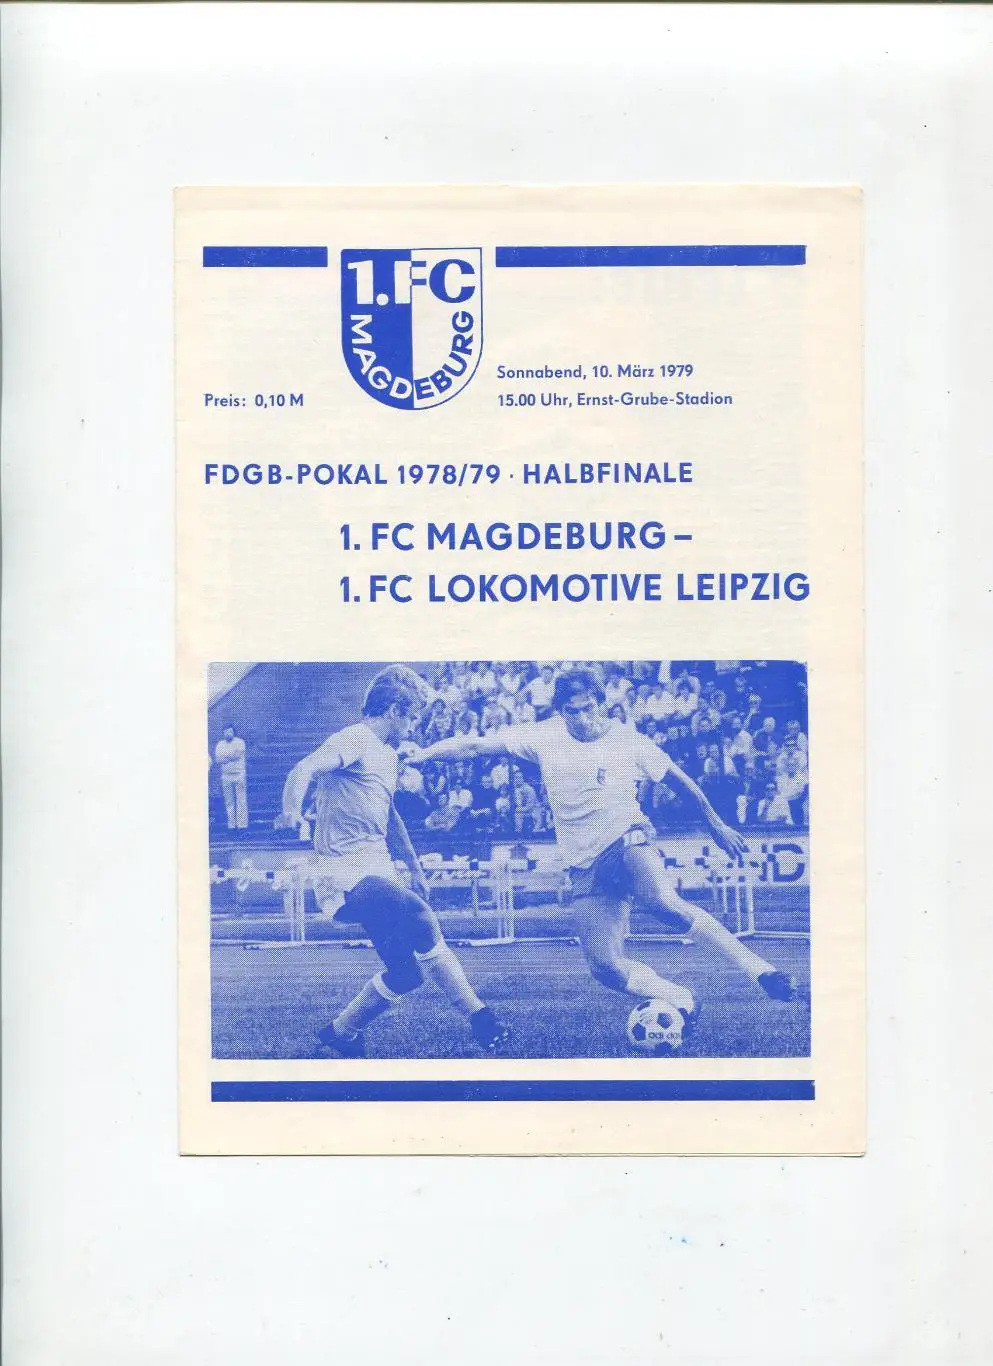 1.FC
MAGDEBURG
Sonnabend, 10. März 1979
Preis: 0,10 M
15.00 Uhr, Ernst-Grube-Stadion
FDGB-POKAL 1978/79 · HALBFINALE
1. FC MAGDEBURG –
1. FC LOKOMOTIVE LEIPZIG
adidas